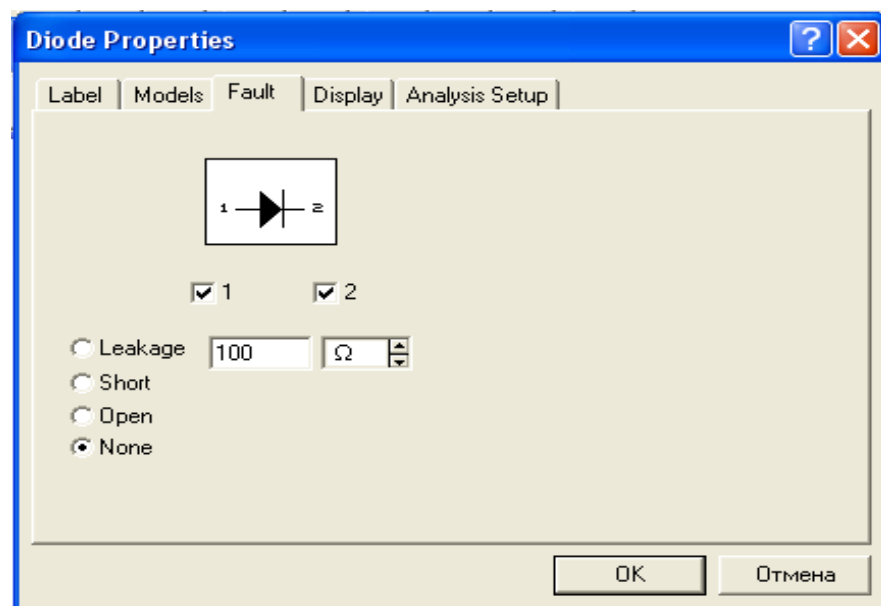 Diode Properties
Label Models Fault Display Analysis Setup
1 2
1 2
Leakage 100 Ω
Short
Open
None
OK Отмена